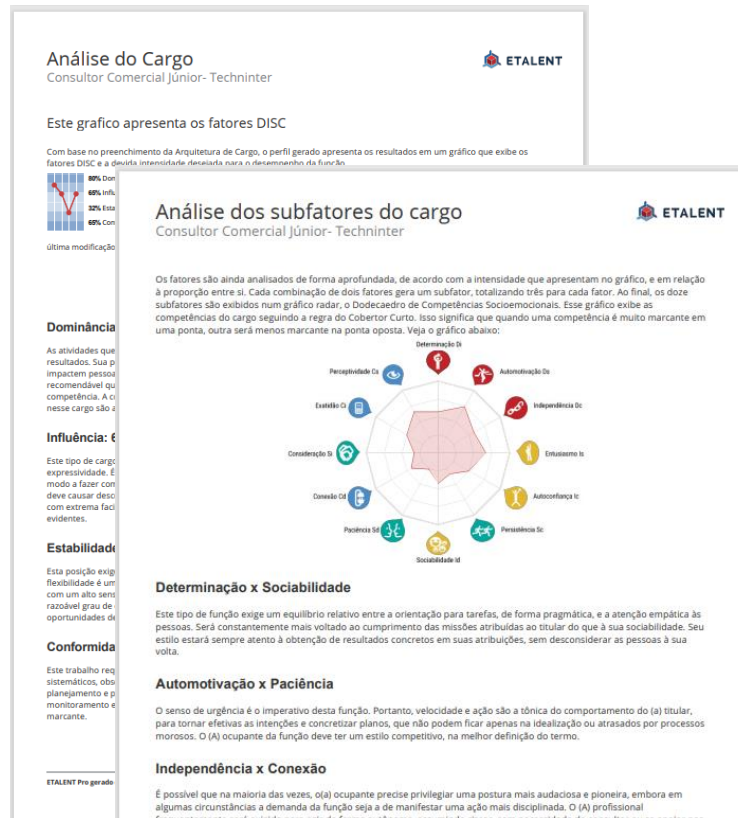 Análise do Cargo
Consultor Comercial Júnior- Techninter
ETALENT
Este grafico apresenta os fatores DISC
Com base no preenchimento da Arquitetura de Cargo, o perfil gerado apresenta os resultados em um gráfico que exibe os
fatores DISC e a devida intensidade desejada para o desempenho da função
80% Dom
65% Influ
32% Esta
65% Con
última modificação
Dominância
As atividades que
resultados. Sua p
impactem pessoa
recomendável qu
competência. A c
nesse cargo são a
Influência: 6
Este tipo de cargo
expressividade. É
modo a fazer com
deve causar desc
com extrema faci
evidentes.
Estabilidade
Esta posição exig
flexibilidade é um
com um alto sens
razoável grau de
oportunidades de
Conformida
Este trabalho req
sistemáticos, obs
planejamento e p
monitoramento e
marcante.
ETALENT Pro gerado
Análise dos subfatores do cargo
Consultor Comercial Júnior- Techninter
ETALENT
Os fatores são ainda analisados de forma aprofundada, de acordo com a intensidade que apresentam no gráfico, e em relação
à proporção entre si. Cada combinação de dois fatores gera um subfator, totalizando três para cada fator. Ao final, os doze
subfatores são exibidos num gráfico radar, o Dodecaedro de Competências Socioemocionais. Esse gráfico exibe as
competências do cargo seguindo a regra do Cobertor Curto. Isso significa que quando uma competência é muito marcante em
uma ponta, outra será menos marcante na ponta oposta. Veja o gráfico abaixo:
Determinação Di
Perceptividade Cs
Automotivação Ds
Exatidão Ci
Independência Dc
Consideração Si
Entusiasmo Is
Conexão Cd
Autoconfiança Ic
Paciência Sd
Persistência Sc
Sociabilidade Id
Determinação x Sociabilidade
Este tipo de função exige um equilíbrio relativo entre a orientação para tarefas, de forma pragmática, e a atenção empática às
pessoas. Será constantemente mais voltado ao cumprimento das missões atribuídas ao titular do que à sua sociabilidade. Seu
estilo estará sempre atento à obtenção de resultados concretos em suas atribuições, sem desconsiderar as pessoas à sua
volta.
Automotivação x Paciência
O senso de urgência é o imperativo desta função. Portanto, velocidade e ação são a tônica do comportamento do (a) titular,
para tornar efetivas as intenções e concretizar planos, que não podem ficar apenas na idealização ou atrasados por processos
morosos. O (A) ocupante da função deve ter um estilo competitivo, na melhor definição do termo.
Independência x Conexão
É possível que na maioria das vezes, o(a) ocupante precise privilegiar uma postura mais audaciosa e pioneira, embora em
algumas circunstâncias a demanda da função seja a de manifestar uma ação mais disciplinada. O (A) profissional